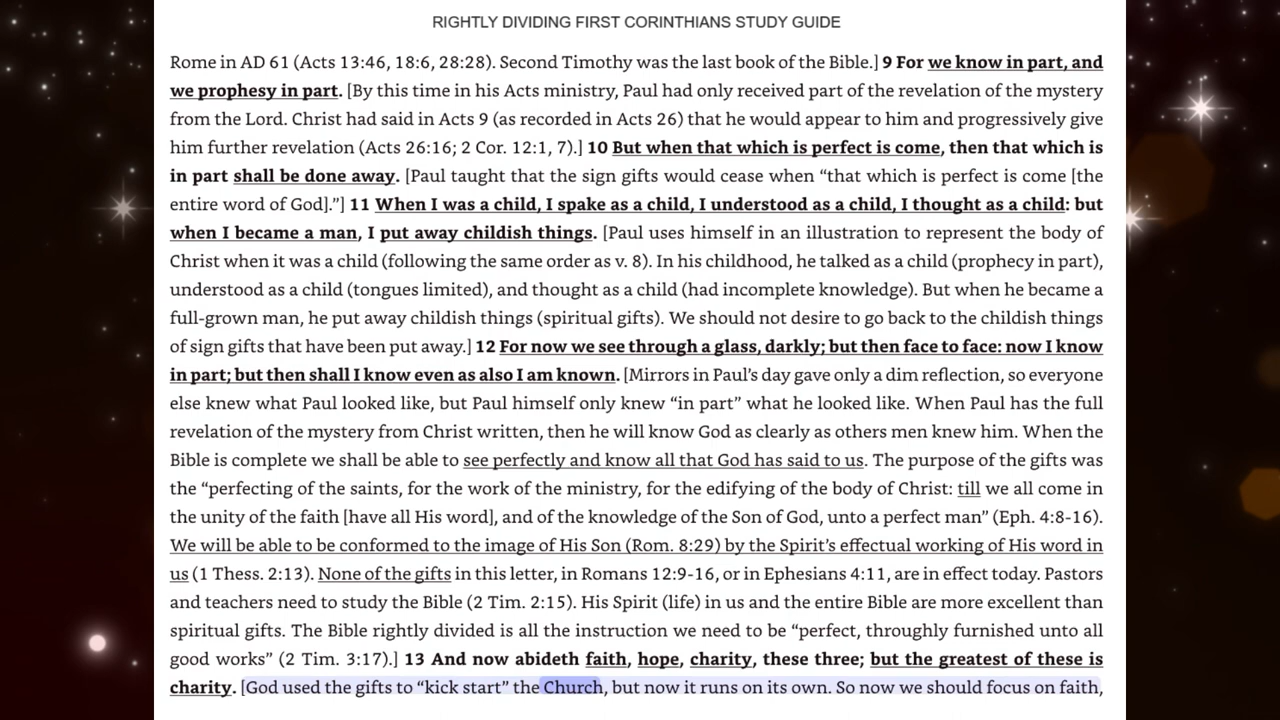 RIGHTLY DIVIDING FIRST CORINTHIANS STUDY GUIDE
Rome in AD 61 (Acts 13:46, 18:6, 28:28). Second Timothy was the last book of the Bible.] 9 For we know in part, and
we prophesy in part. [By this time in his Acts ministry, Paul had only received part of the revelation of the mystery
from the Lord. Christ had said in Acts 9 (as recorded in Acts 26) that he would appear to him and progressively give
him further revelation (Acts 26:16; 2 Cor. 12:1, 7).] 10 But when that which is perfect is come, then that which is
in part shall be done away. [Paul taught that the sign gifts would cease when “that which is perfect is come [the
entire word of God].”] 11 When I was a child, I spake as a child, I understood as a child, I thought as a child: but
when I became a man, I put away childish things. [Paul uses himself in an illustration to represent the body of
Christ when it was a child (following the same order as v. 8). In his childhood, he talked as a child (prophecy in part),
understood as a child (tongues limited), and thought as a child (had incomplete knowledge). But when he became a
full-grown man, he put away childish things (spiritual gifts). We should not desire to go back to the childish things
of sign gifts that have been put away.] 12 For now we see through a glass, darkly; but then face to face: now I know
in part; but then shall I know even as also I am known. [Mirrors in Paul’s day gave only a dim reflection, so everyone
else knew what Paul looked like, but Paul himself only knew “in part” what he looked like. When Paul has the full
revelation of the mystery from Christ written, then he will know God as clearly as others men knew him. When the
Bible is complete we shall be able to see perfectly and know all that God has said to us. The purpose of the gifts was
the “perfecting of the saints, for the work of the ministry, for the edifying of the body of Christ: till we all come in
the unity of the faith [have all His word], and of the knowledge of the Son of God, unto a perfect man” (Eph. 4:8-16).
We will be able to be conformed to the image of His Son (Rom. 8:29) by the Spirit’s effectual working of His word in
us (1 Thess. 2:13). None of the gifts in this letter, in Romans 12:9-16, or in Ephesians 4:11, are in effect today. Pastors
and teachers need to study the Bible (2 Tim. 2:15). His Spirit (life) in us and the entire Bible are more excellent than
spiritual gifts. The Bible rightly divided is all the instruction we need to be “perfect, throughly furnished unto all
good works” (2 Tim. 3:17).] 13 And now abideth faith, hope, charity, these three; but the greatest of these is
charity. [God used the gifts to “kick start” the Church, but now it runs on its own. So now we should focus on faith,